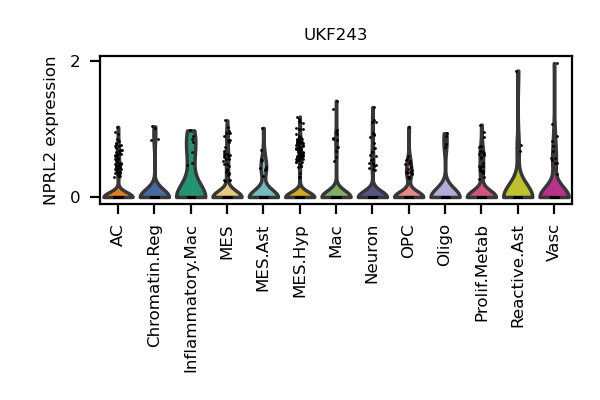 UKF243
NPRL2 expression
2
0
AC
Chromatin.Reg
Inflammatory.Mac
MES
MES.Ast
MES.Hyp
Mac
Neuron
OPC
Oligo
Prolif.Metab
Reactive.Ast
Vasc